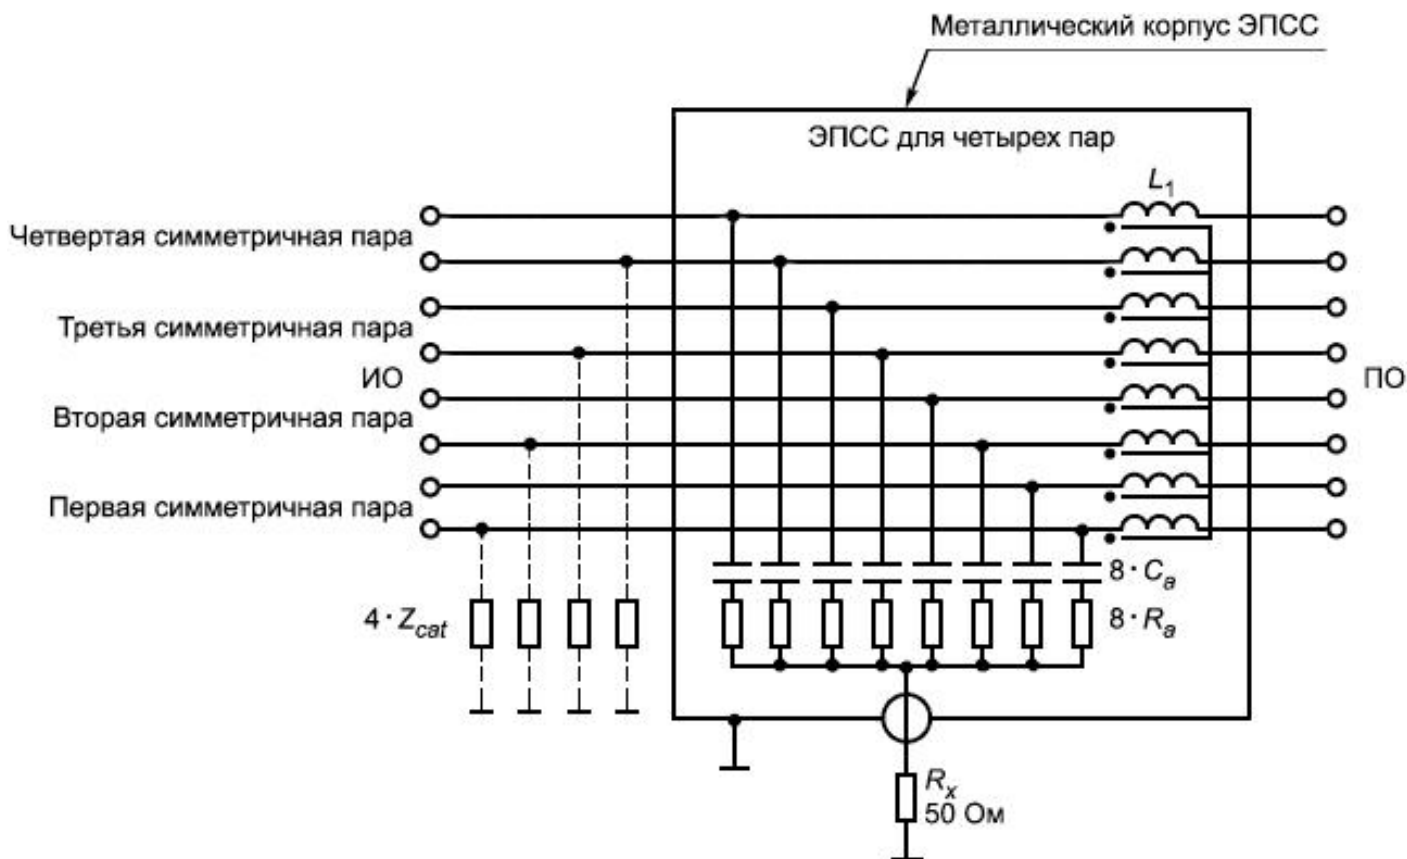 Металлический корпус ЭПСС
ЭПСС для четырех пар
L1
Четвертая симметричная пара
Третья симметричная пара
ИО
ПО
Вторая симметричная пара
Первая симметричная пара
8 · Ca
4 · Zcat
8 · Ra
Rx
50 Ом